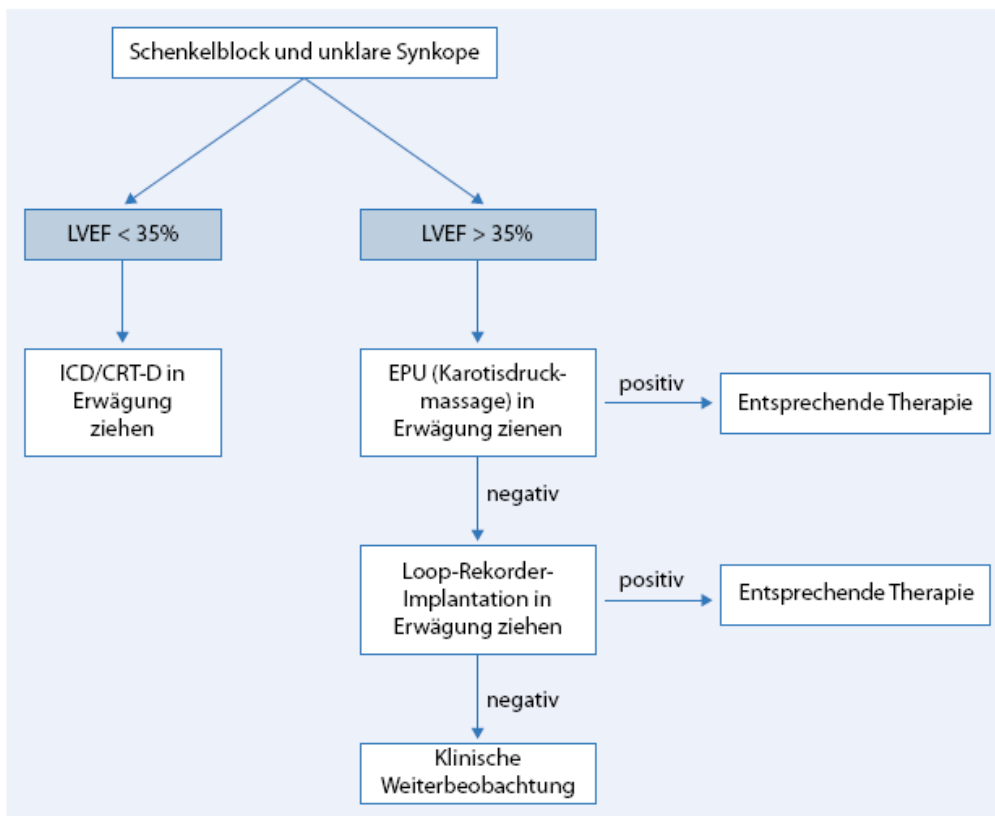 Schenkelblock und unklare Synkope
LVEF < 35%
LVEF > 35%
ICD/CRT-D in
Erwägung
ziehen
EPU (Karotisdruck-
massage) in
Erwägung zienen
positiv
Entsprechende Therapie
negativ
Loop-Rekorder-
Implantation in
Erwägung ziehen
positiv
Entsprechende Therapie
negativ
Klinische
Weiterbeobachtung